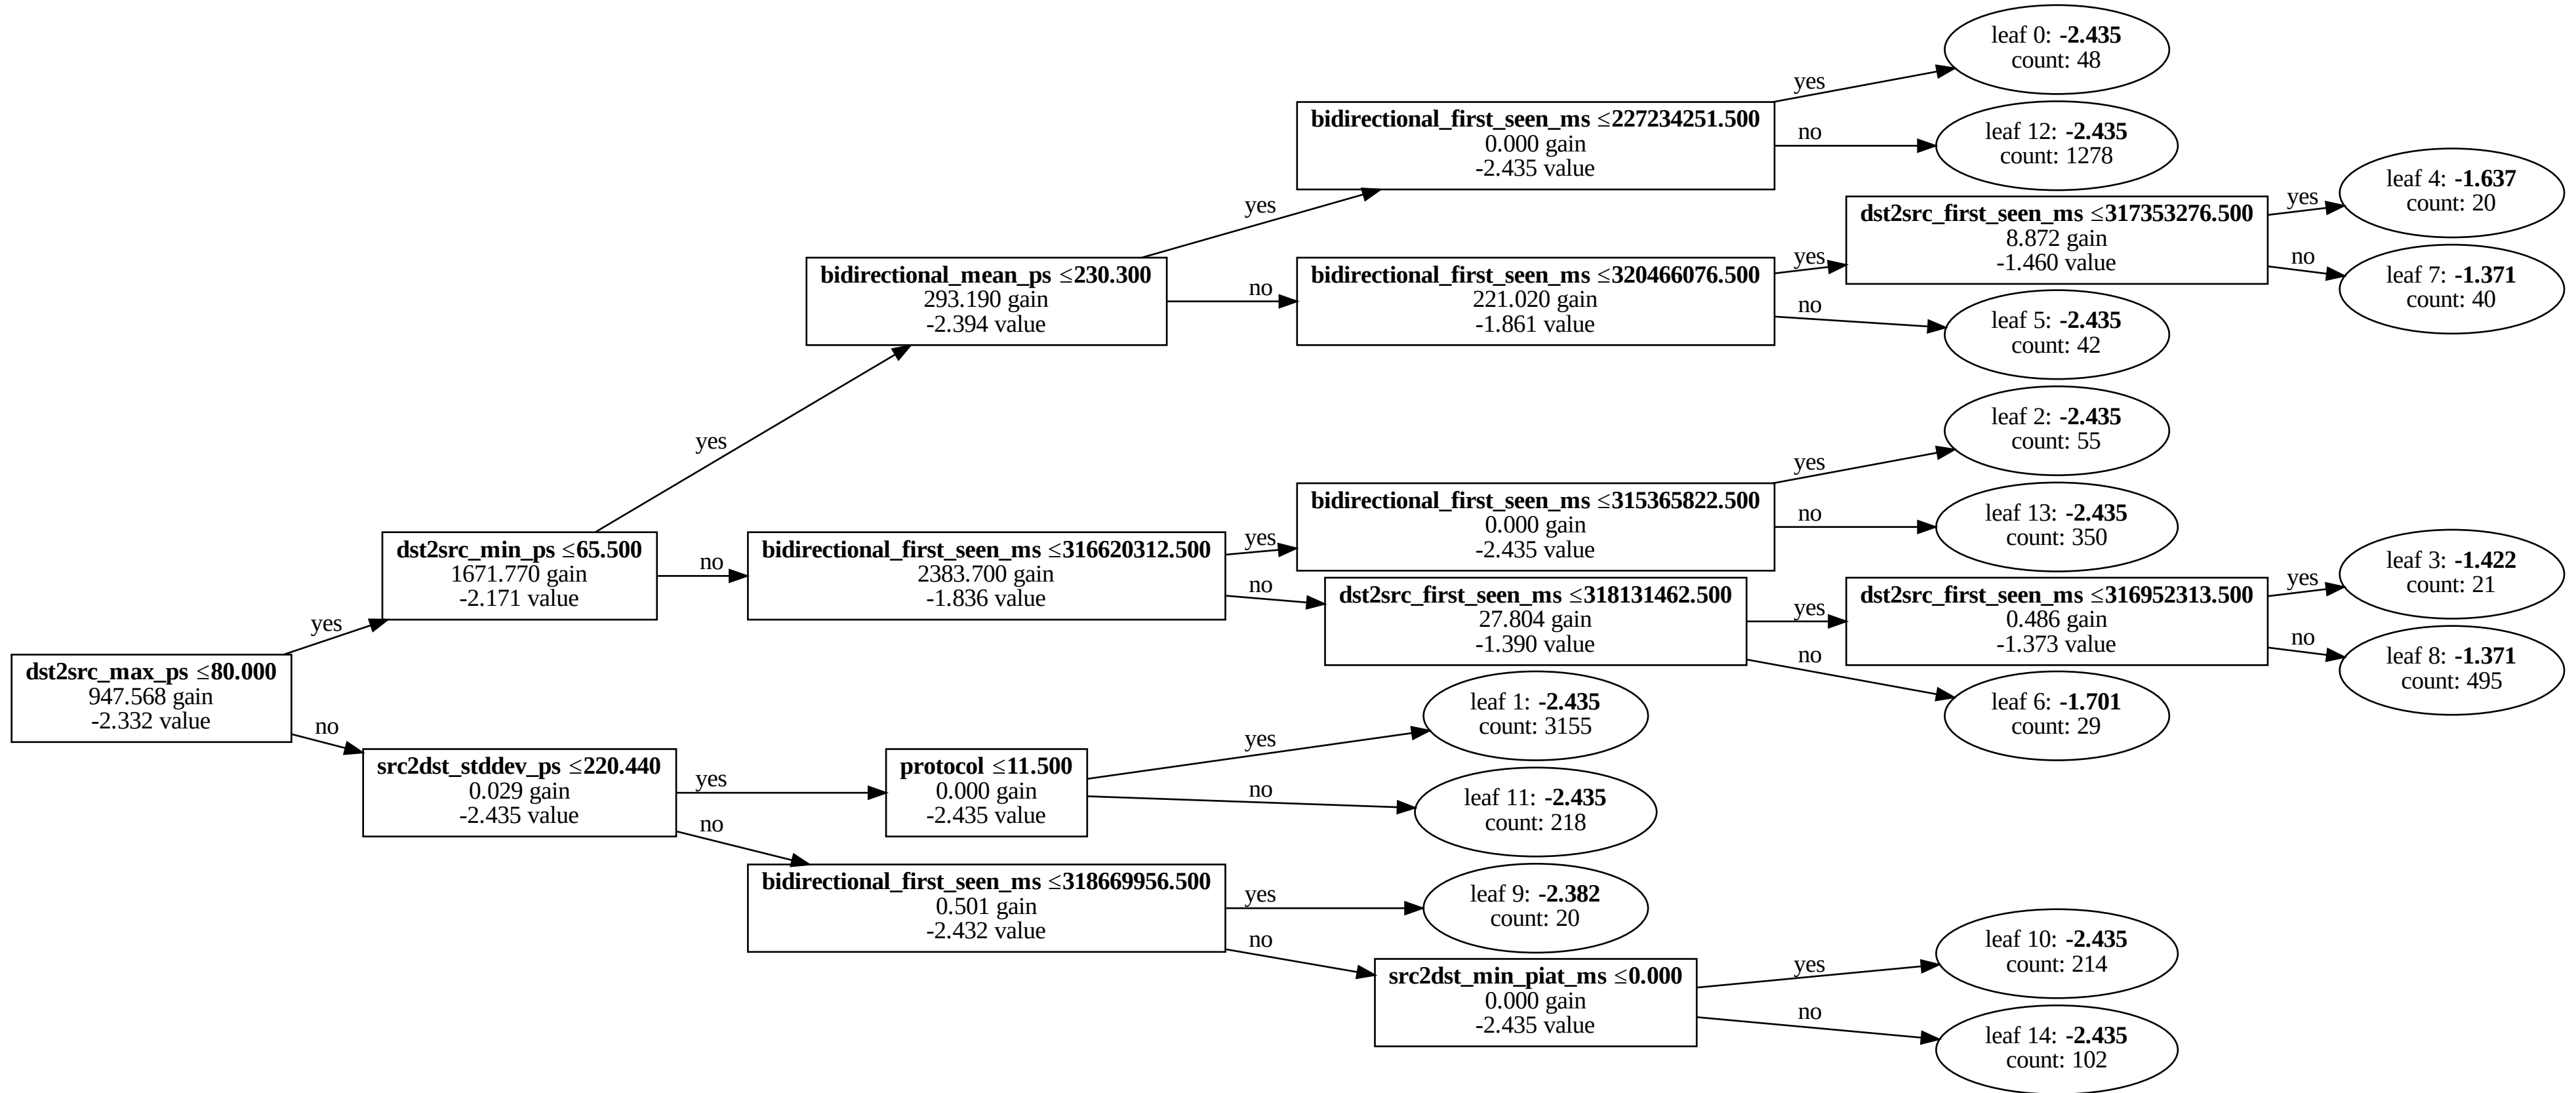 dst2src_max_ps ≤80.000
947.568 gain
-2.332 value
yes
no
dst2src_min_ps ≤65.500
1671.770 gain
-2.171 value
yes
no
src2dst_stddev_ps ≤220.440
0.029 gain
-2.435 value
yes
no
bidirectional_mean_ps ≤230.300
293.190 gain
-2.394 value
yes
no
bidirectional_first_seen_ms ≤316620312.500
2383.700 gain
-1.836 value
yes
no
protocol ≤11.500
0.000 gain
-2.435 value
yes
no
bidirectional_first_seen_ms ≤318669956.500
0.501 gain
-2.432 value
yes
no
bidirectional_first_seen_ms ≤227234251.500
0.000 gain
-2.435 value
yes
no
bidirectional_first_seen_ms ≤320466076.500
221.020 gain
-1.861 value
yes
no
bidirectional_first_seen_ms ≤315365822.500
0.000 gain
-2.435 value
yes
no
dst2src_first_seen_ms ≤318131462.500
27.804 gain
-1.390 value
yes
no
leaf 1: -2.435
count: 3155
leaf 11: -2.435
count: 218
leaf 9: -2.382
count: 20
src2dst_min_piat_ms ≤0.000
0.000 gain
-2.435 value
yes
no
leaf 0: -2.435
count: 48
leaf 12: -2.435
count: 1278
dst2src_first_seen_ms ≤317353276.500
8.872 gain
-1.460 value
yes
no
leaf 5: -2.435
count: 42
leaf 2: -2.435
count: 55
leaf 13: -2.435
count: 350
dst2src_first_seen_ms ≤316952313.500
0.486 gain
-1.373 value
yes
no
leaf 6: -1.701
count: 29
leaf 10: -2.435
count: 214
leaf 14: -2.435
count: 102
leaf 4: -1.637
count: 20
leaf 7: -1.371
count: 40
leaf 3: -1.422
count: 21
leaf 8: -1.371
count: 495